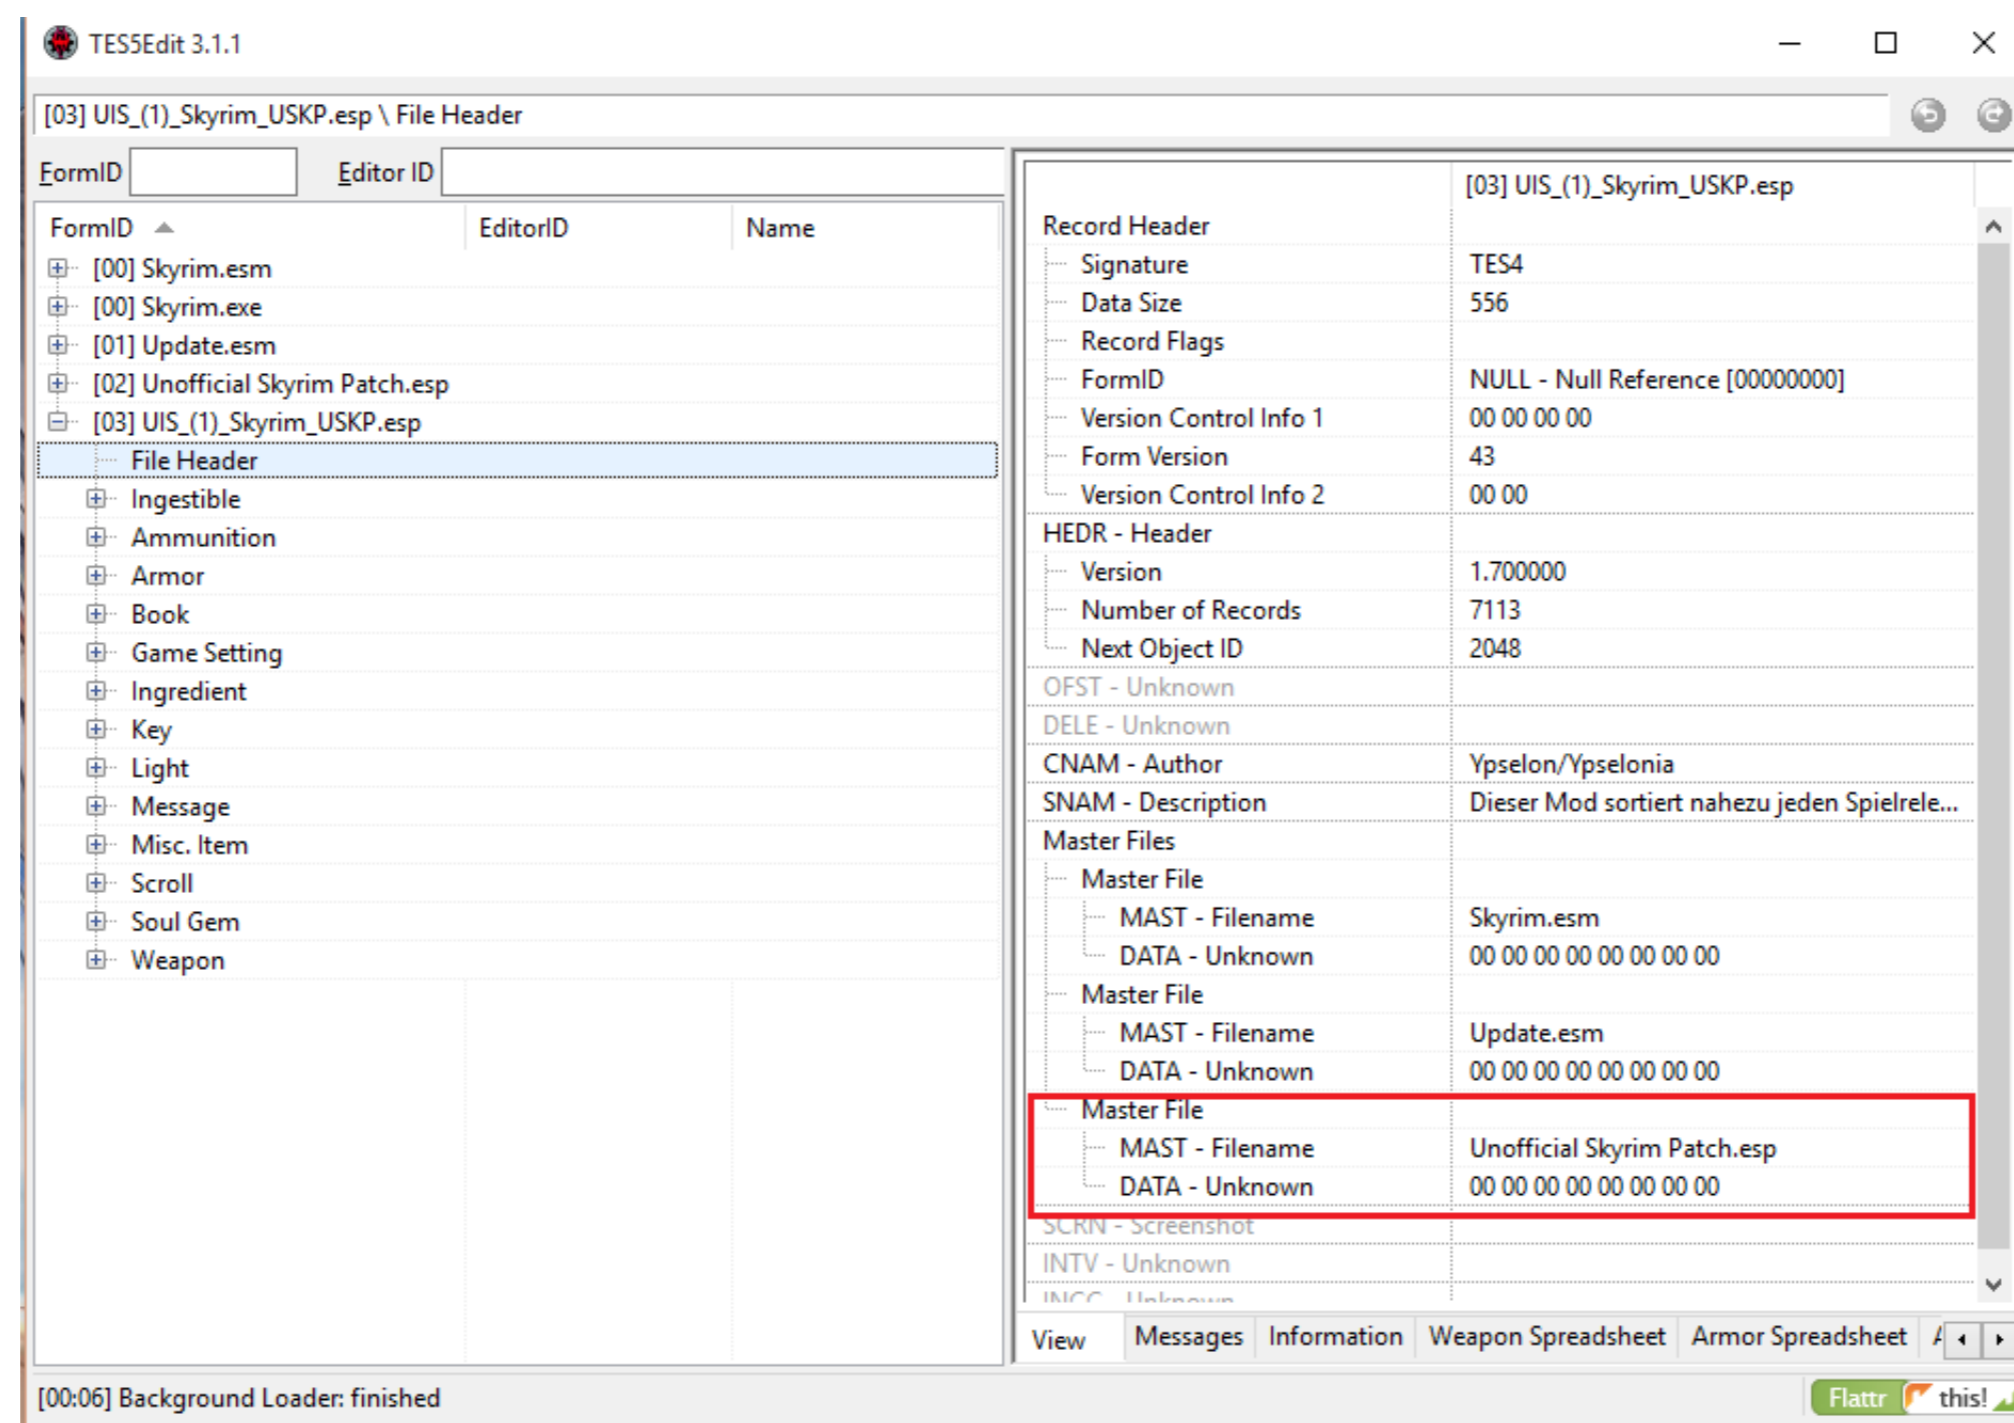 TES5Edit 3.1.1
[03] UIS_(1)_Skyrim_USKP.esp \ File Header
FormID Editor ID
FormID EditorID Name
[00] Skyrim.esm
[00] Skyrim.exe
[01] Update.esm
[02] Unofficial Skyrim Patch.esp
[03] UIS_(1)_Skyrim_USKP.esp
File Header
Ingestible
Ammunition
Armor
Book
Game Setting
Ingredient
Key
Light
Message
Misc. Item
Scroll
Soul Gem
Weapon
[03] UIS_(1)_Skyrim_USKP.esp
Record Header
Signature TES4
Data Size 556
Record Flags
FormID NULL - Null Reference [00000000]
Version Control Info 1 00 00 00 00
Form Version 43
Version Control Info 2 00 00
HEDR - Header
Version 1.700000
Number of Records 7113
Next Object ID 2048
OFST - Unknown
DELE - Unknown
CNAM - Author Ypselon/Ypselonia
SNAM - Description Dieser Mod sortiert nahezu jeden Spielrele...
Master Files
Master File
MAST - Filename Skyrim.esm
DATA - Unknown 00 00 00 00 00 00 00 00
Master File
MAST - Filename Update.esm
DATA - Unknown 00 00 00 00 00 00 00 00
Master File
MAST - Filename Unofficial Skyrim Patch.esp
DATA - Unknown 00 00 00 00 00 00 00 00
SCRN - Screenshot
INTV - Unknown
Unknown
View Messages Information Weapon Spreadsheet Armor Spreadsheet
[00:06] Background Loader: finished
Flattr this!